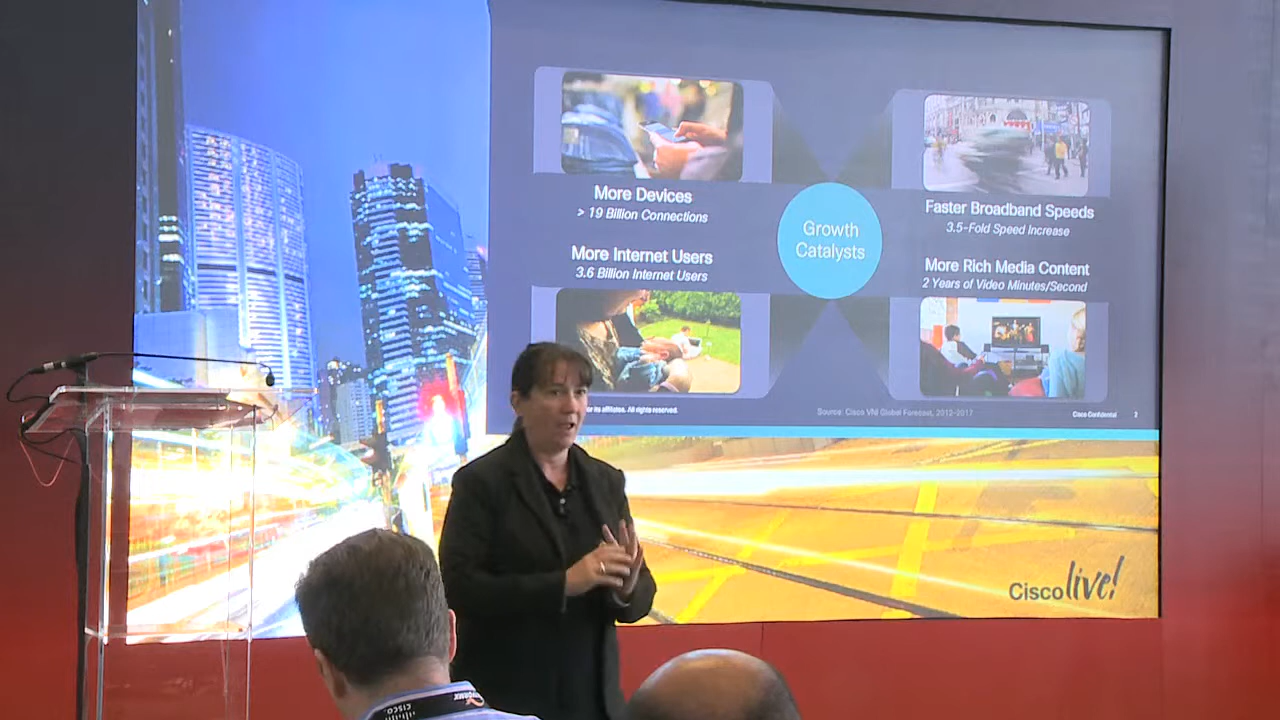 More Devices
> 19 Billion Connections
More Internet Users
3.6 Billion Internet Users
Growth
Catalysts
Faster Broadband Speeds
3.5-Fold Speed Increase
More Rich Media Content
2 Years of Video Minutes/Second
or its affiliates. All rights reserved.
Source: Cisco VNI Global Forecast, 2012-2017
Cisco Confidential
2
Cisco live!
CISCO